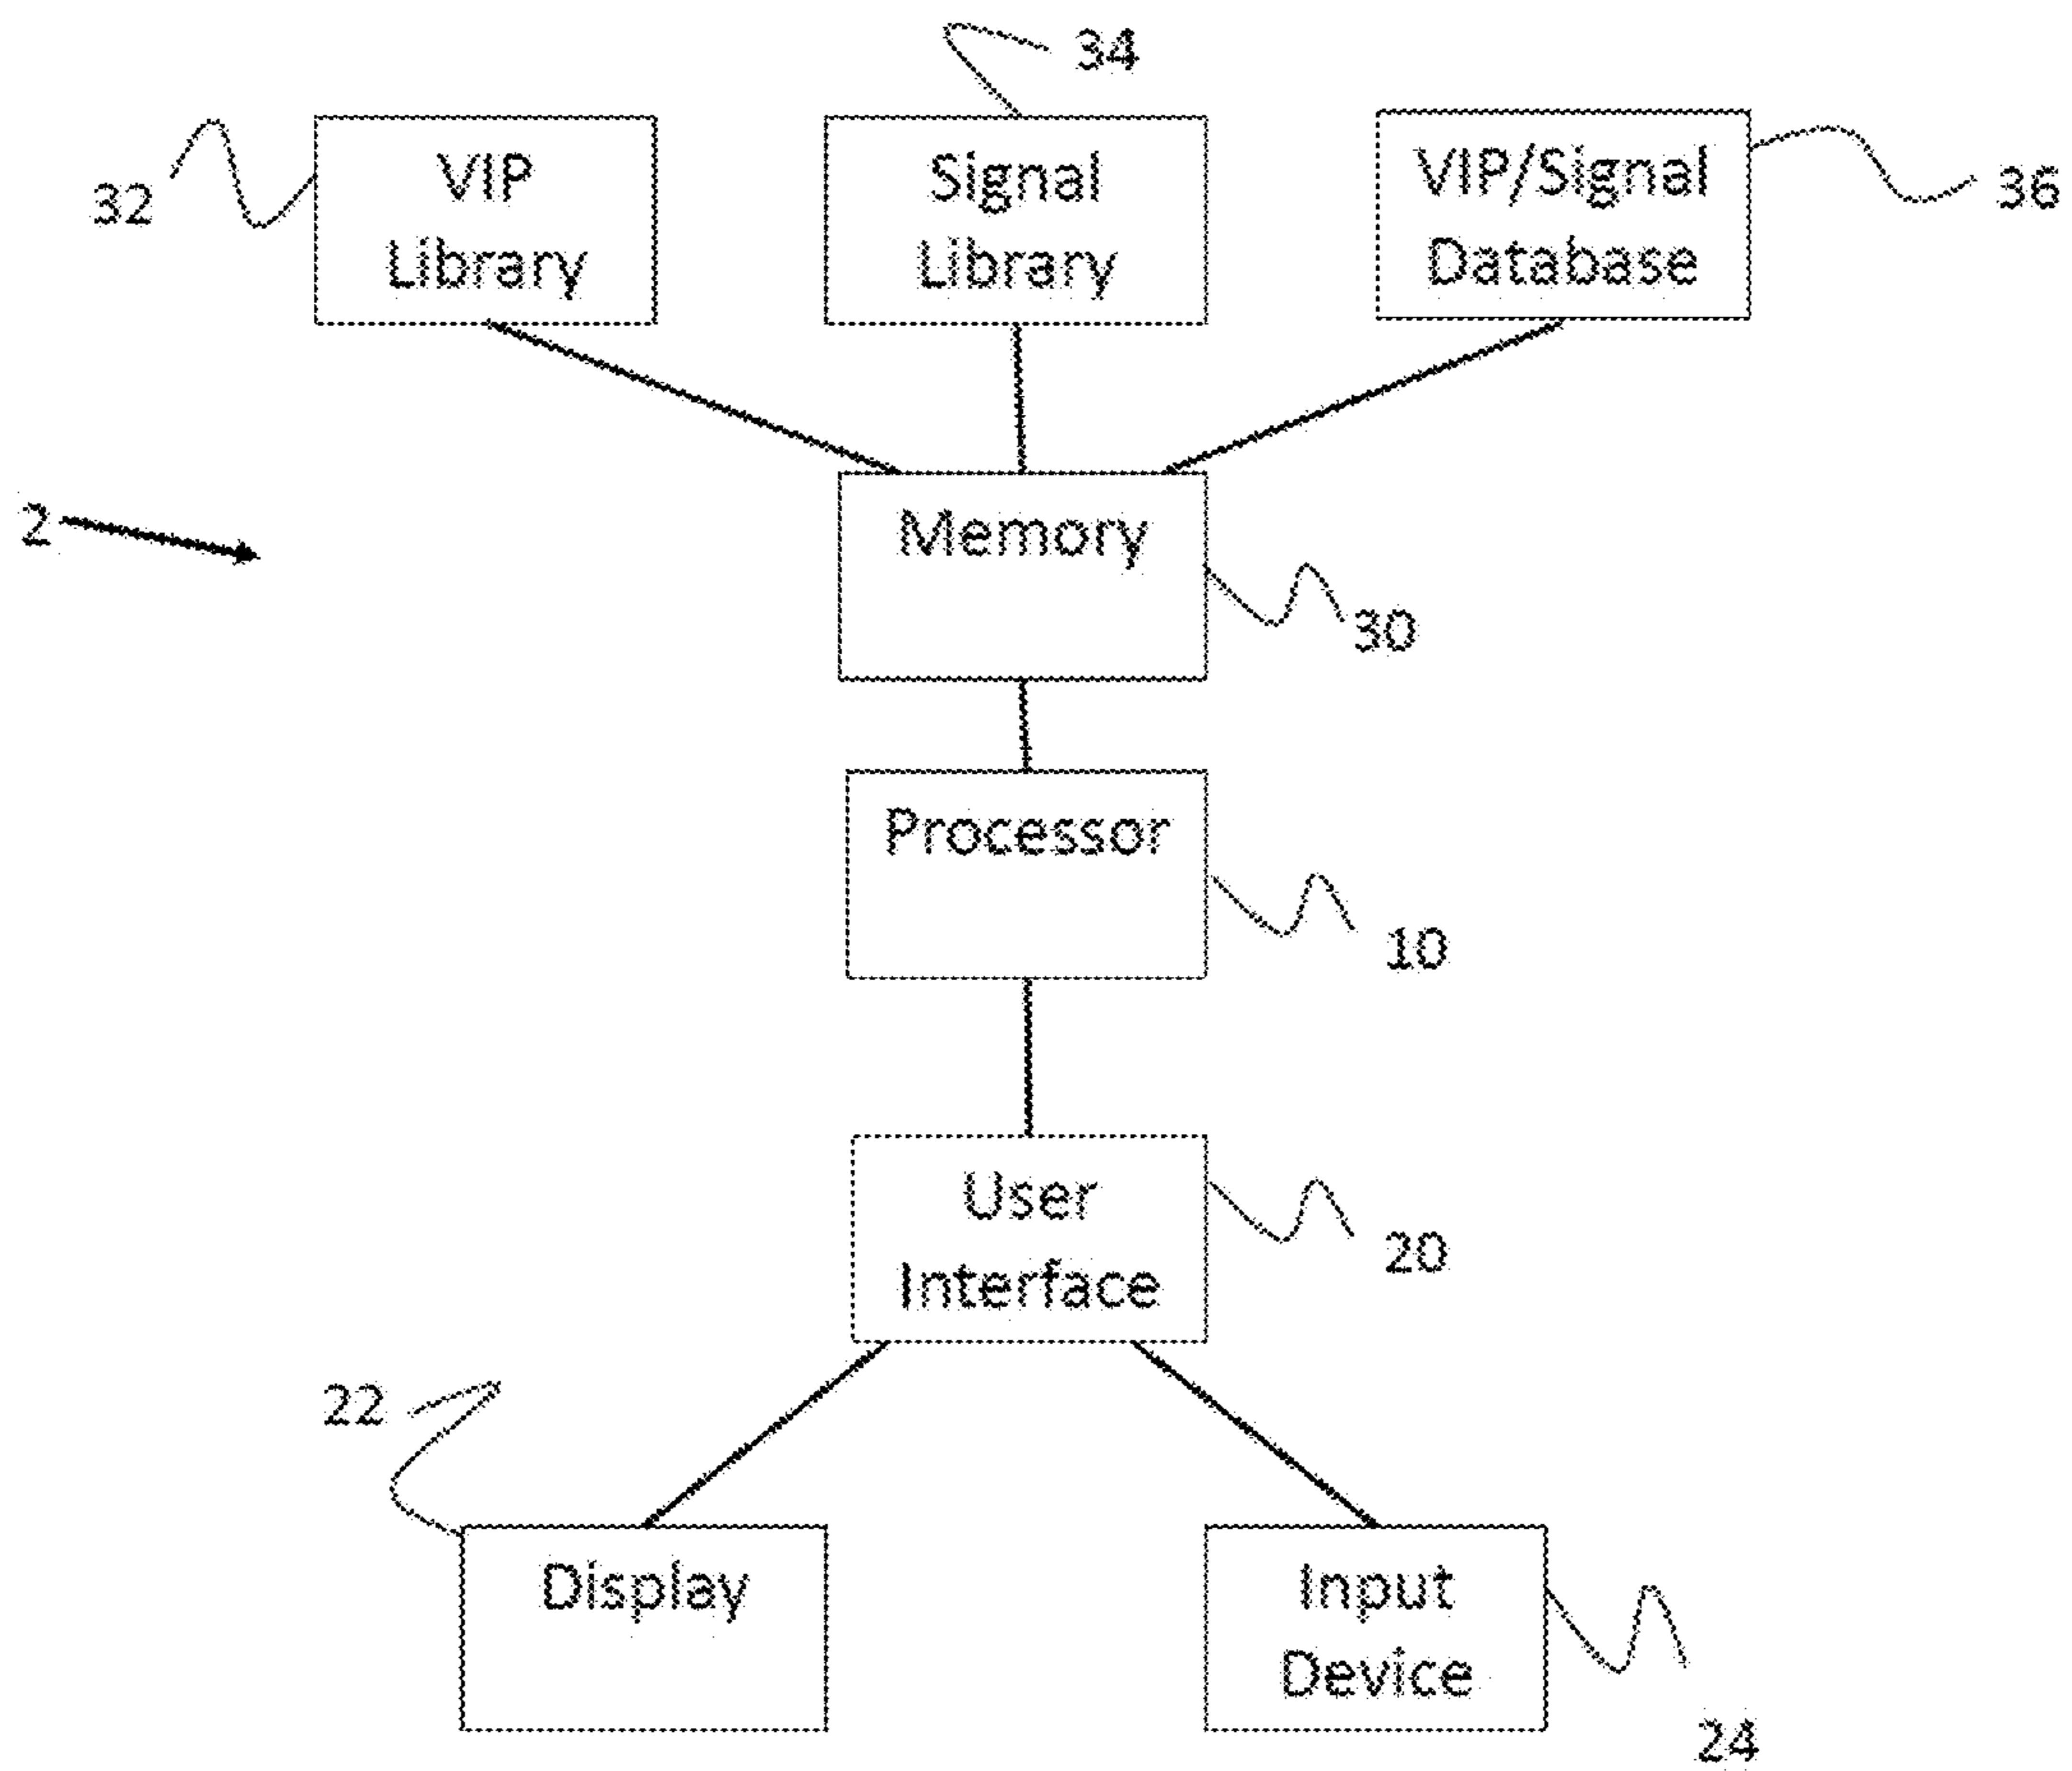 34
32
VIP
Library
Signal
Library
VIP/Signal
Database
36
2
Memory
30
Processor
10
User
Interface
20
22
Display
Input
Device
24